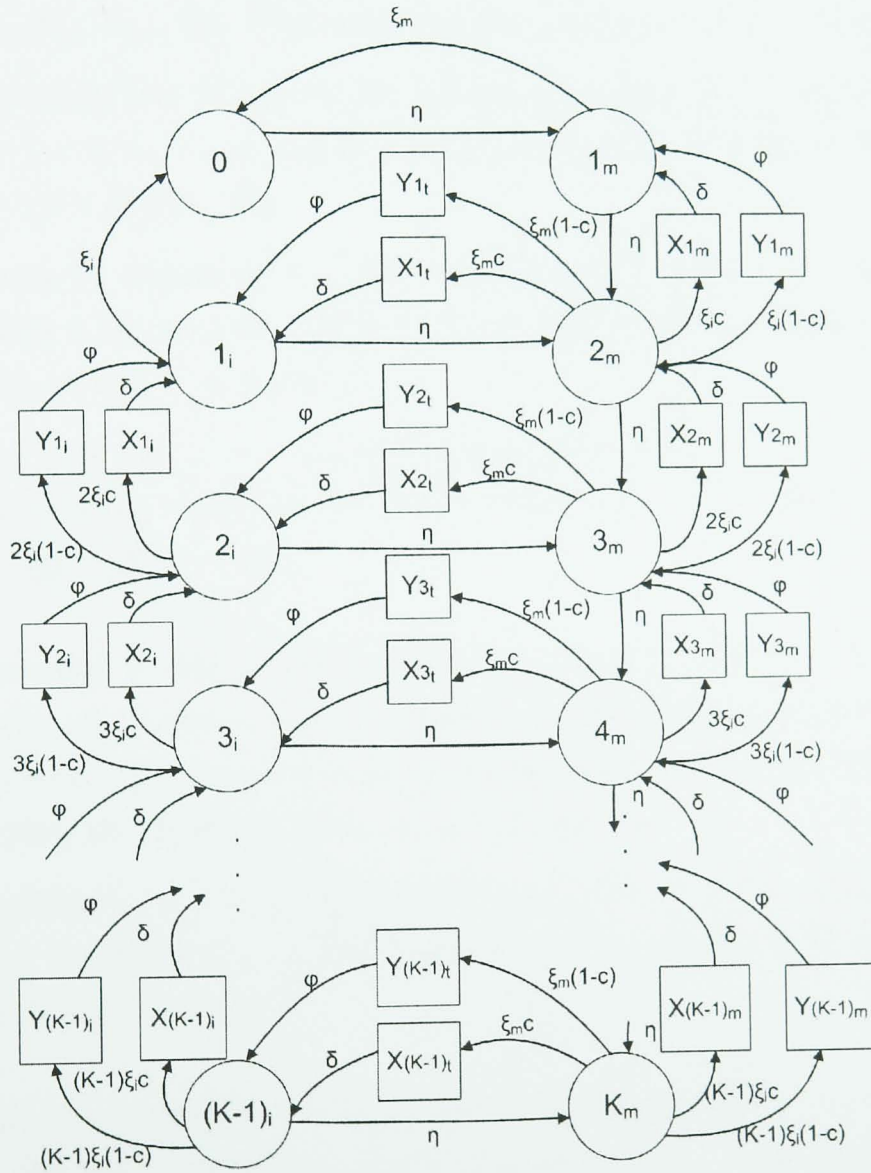 ξm
0
η
1m
ξi
φ
Y1t
ξm(1-c)
η
δ
φ
X1m
Y1m
δ
X1t
ξmc
ξic
ξi(1-c)
1i
η
2m
φ
δ
Y1i
X1i
φ
Y2t
ξm(1-c)
η
δ
φ
X2m
Y2m
2ξic
2ξi(1-c)
δ
X2t
ξmc
2ξic
2ξi(1-c)
2i
η
3m
φ
δ
Y2i
X2i
φ
Y3t
ξm(1-c)
η
δ
φ
X3m
Y3m
3ξic
3ξi(1-c)
δ
X3t
ξmc
3ξic
3ξi(1-c)
3i
η
4m
φ
δ
η
δ
φ
.
.
.
.
.
.
φ
δ
Y(K-1)i
X(K-1)i
φ
Y(K-1)t
ξm(1-c)
δ
φ
X(K-1)m
Y(K-1)m
δ
X(K-1)t
ξmc
η
(K-1)ξic
(K-1)ξi(1-c)
(K-1)i
η
Km
(K-1)ξic
(K-1)ξi(1-c)